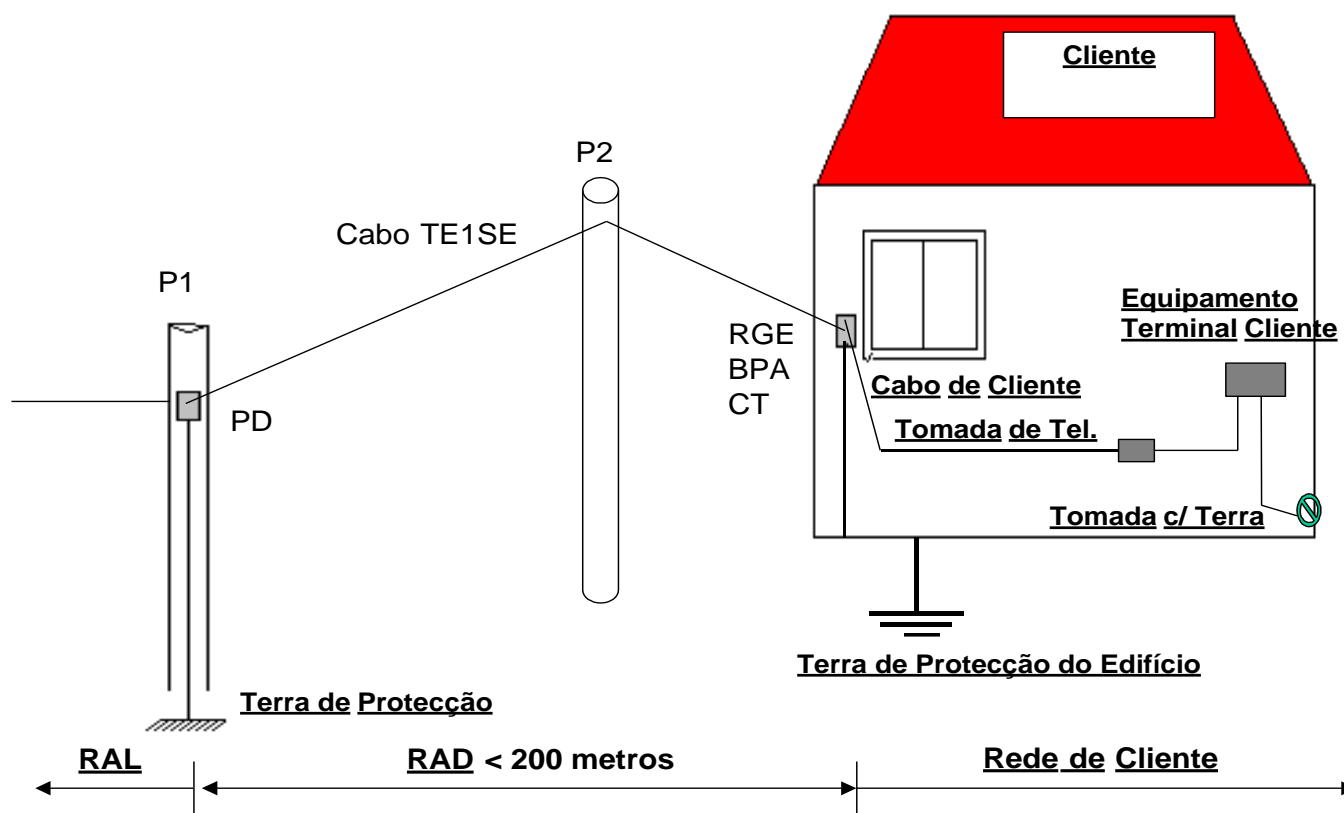 Cliente
P2
Cabo TE1SE
P1
Equipamento
Terminal Cliente
RGE
BPA
CT
Cabo de Cliente
PD
Tomada de Tel.
Tomada c/ Terra
Terra de Protecção do Edifício
Terra de Protecção
RAL
RAD < 200 metros
Rede de Cliente